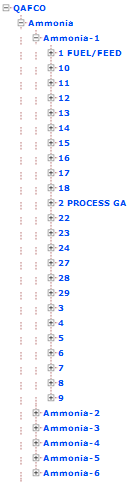 QAFCO
Ammonia
Ammonia-1
1 FUEL/FEED
10
11
12
13
14
15
16
17
18
2 PROCESS GA
22
23
24
27
28
29
3
4
5
6
7
8
9
Ammonia-2
Ammonia-3
Ammonia-4
Ammonia-5
Ammonia-6